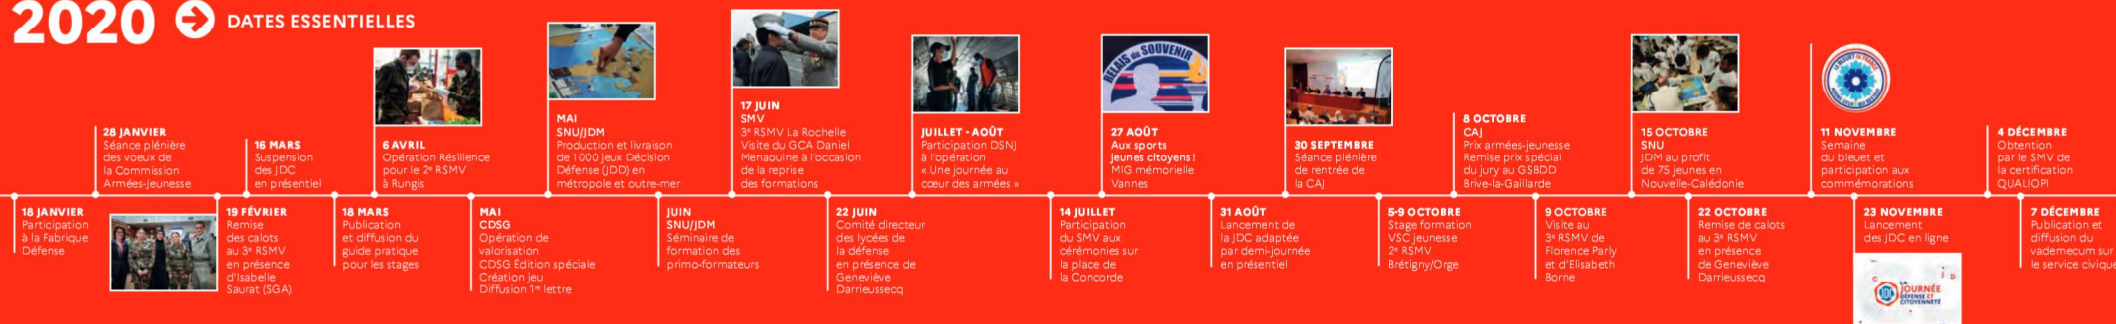 2020
DATES ESSENTIELLES
18 JANVIER
Participation
à la Fabrique
Défense
28 JANVIER
Séance plénière
des voeux de
la Commission
Armées-Jeunesse
19 FÉVRIER
Remise
des calots
au 3e RSMV
en présence
d'Isabelle
Saurat (SGA)
16 MARS
Suspension
des JDC
en présentiel
18 MARS
Publication
et diffusion du
guide pratique
pour les stages
6 AVRIL
Opération Résilience
pour le 2e RSMV
à Rungis
MAI
CDSG
Opération de
valorisation
CDSG Édition spéciale
Création jeu
Diffusion 1re lettre
MAI
SNU/JDM
Production et livraison
de 1000 Jeux Décision
Défense (JDD) en
métropole et outre-mer
JUIN
SNU/JDM
Séminaire de
formation des
primo-formateurs
17 JUIN
SMV
3e RSMV La Rochelle
Visite du GCA Daniel
Menaouine à l'occasion
de la reprise
des formations
22 JUIN
Comité directeur
des lycées de
la défense
en présence de
Geneviève
Darrieussecq
JUILLET - AOÛT
Participation DSNJ
à l'opération
« Une journée au
cœur des armées »
14 JUILLET
Participation
du SMV aux
cérémonies sur
la place de
la Concorde
RELAIS du SOUVENIR
27 AOÛT
Aux sports
Jeunes citoyens !
MIG mémorielle
Vannes
31 AOÛT
Lancement de
la JDC adaptée
par demi-journée
en présentiel
30 SEPTEMBRE
Séance plénière
de rentrée de
la CAJ
5-9 OCTOBRE
Stage formation
VSC jeunesse
2e RSMV
Brétigny/Orge
8 OCTOBRE
CAJ
Prix armées-jeunesse
Remise prix spécial
du jury au GSBDD
Brive-la-Gaillarde
9 OCTOBRE
Visite au
3e RSMV de
Florence Parly
et d'Elisabeth
Borne
15 OCTOBRE
SNU
JDM au profit
de 75 jeunes en
Nouvelle-Calédonie
22 OCTOBRE
Remise de calots
au 3e RSMV
en présence
de Geneviève
Darrieussecq
11 NOVEMBRE
Semaine
du bleuet et
participation aux
commémorations
23 NOVEMBRE
Lancement
des JDC en ligne
JDC
LA
JOURNÉE
DÉFENSE ET
CITOYENNETÉ
4 DÉCEMBRE
Obtention
par le SMV de
la certification
QUALIOPI
7 DÉCEMBRE
Publication et
diffusion du
vademecum sur
le service civique